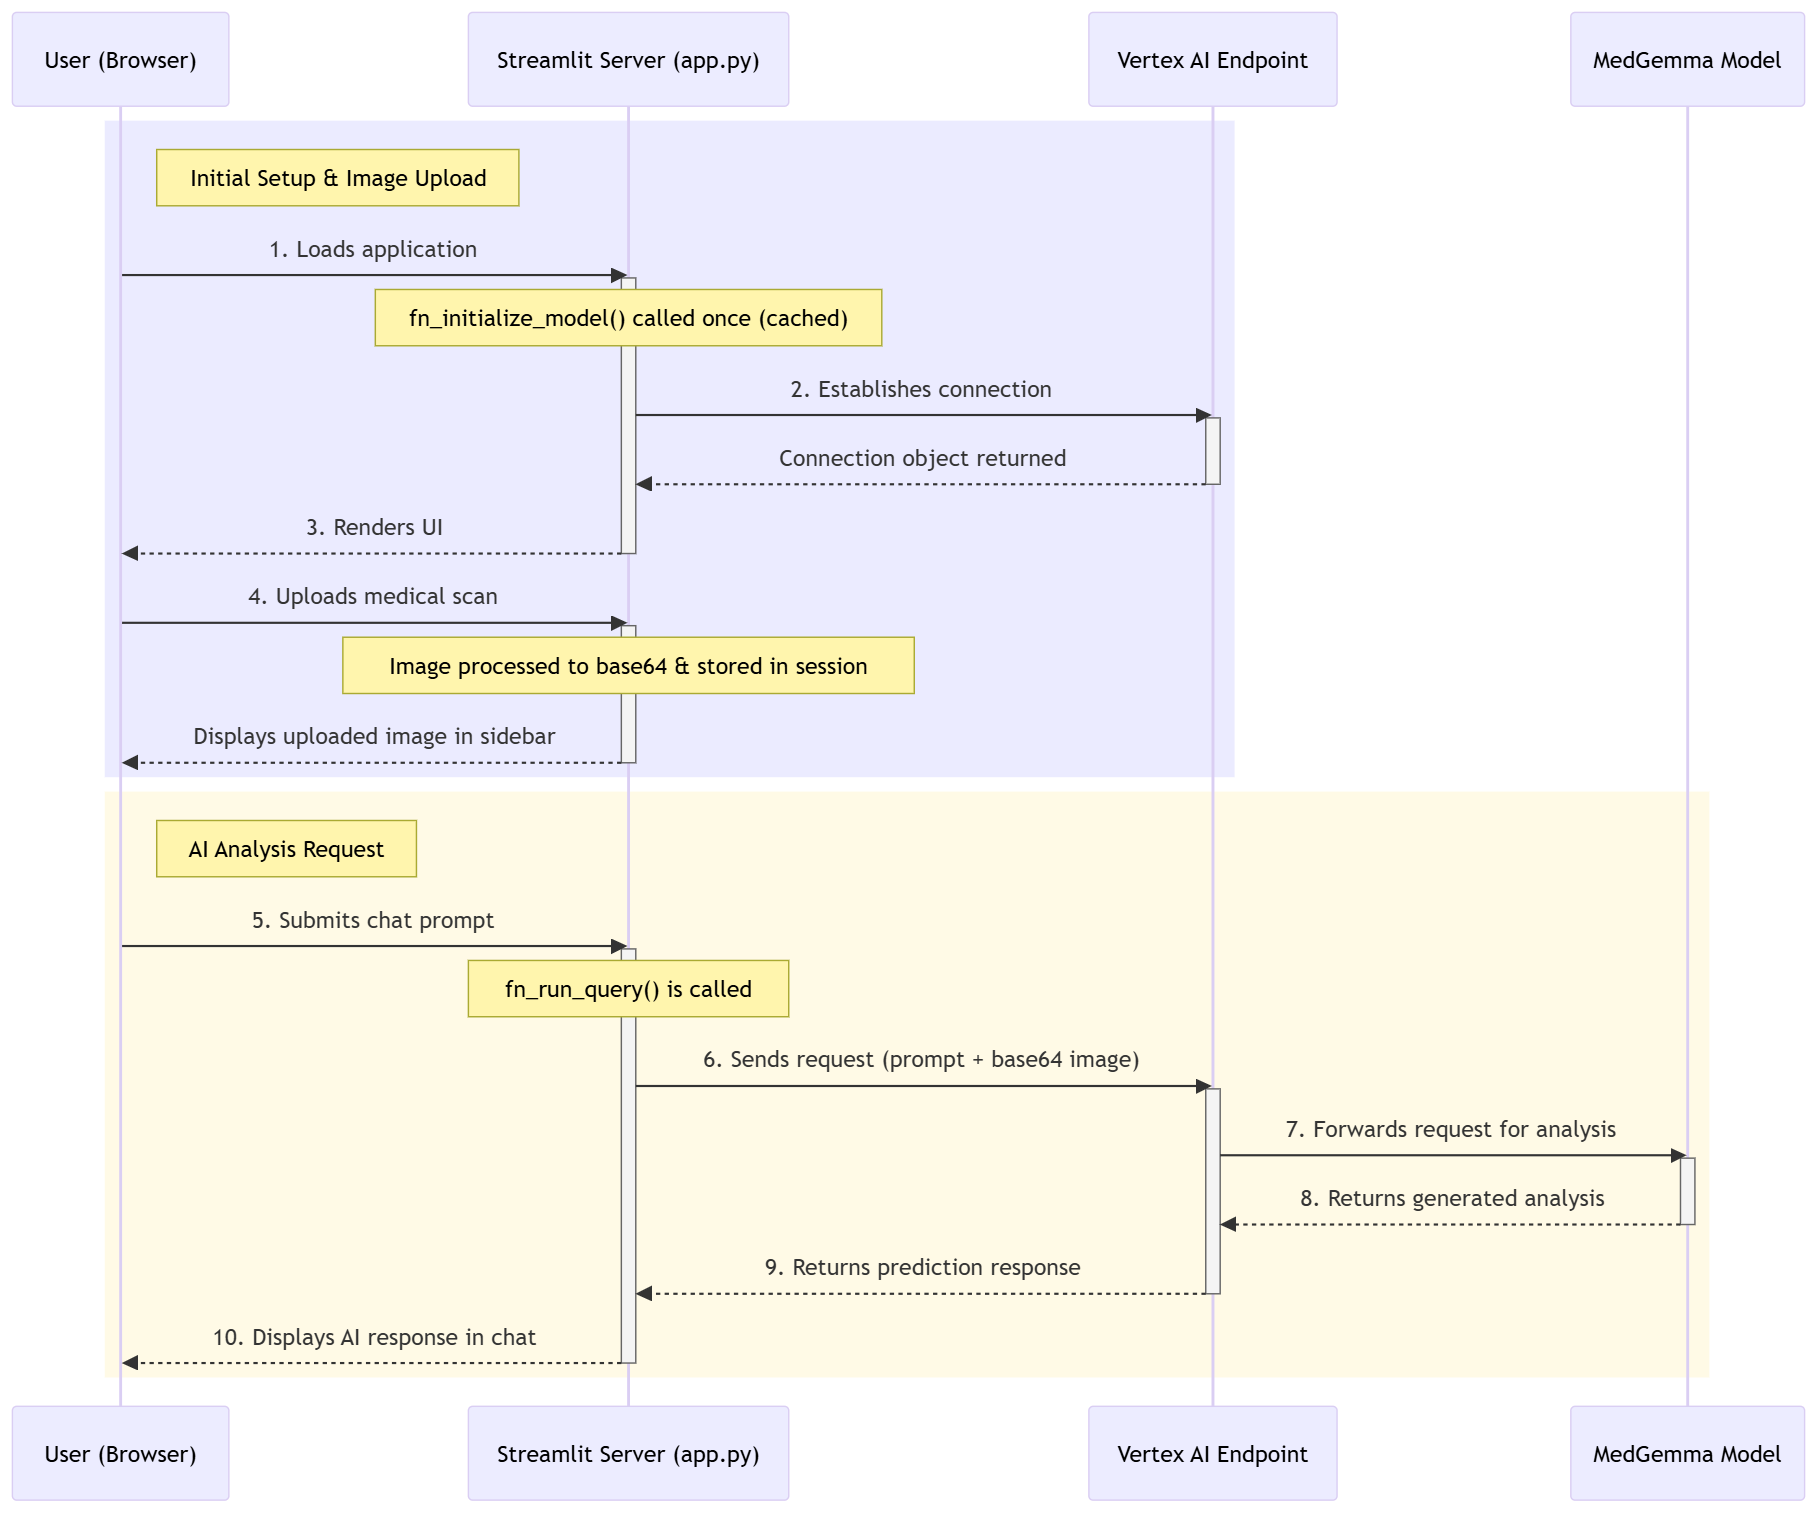 User (Browser)
Streamlit Server (app.py)
Vertex AI Endpoint
MedGemma Model
Initial Setup & Image Upload
1. Loads application
fn_initialize_model() called once (cached)
2. Establishes connection
Connection object returned
3. Renders UI
4. Uploads medical scan
Image processed to base64 & stored in session
Displays uploaded image in sidebar
AI Analysis Request
5. Submits chat prompt
fn_run_query() is called
6. Sends request (prompt + base64 image)
7. Forwards request for analysis
8. Returns generated analysis
9. Returns prediction response
10. Displays AI response in chat
User (Browser)
Streamlit Server (app.py)
Vertex AI Endpoint
MedGemma Model